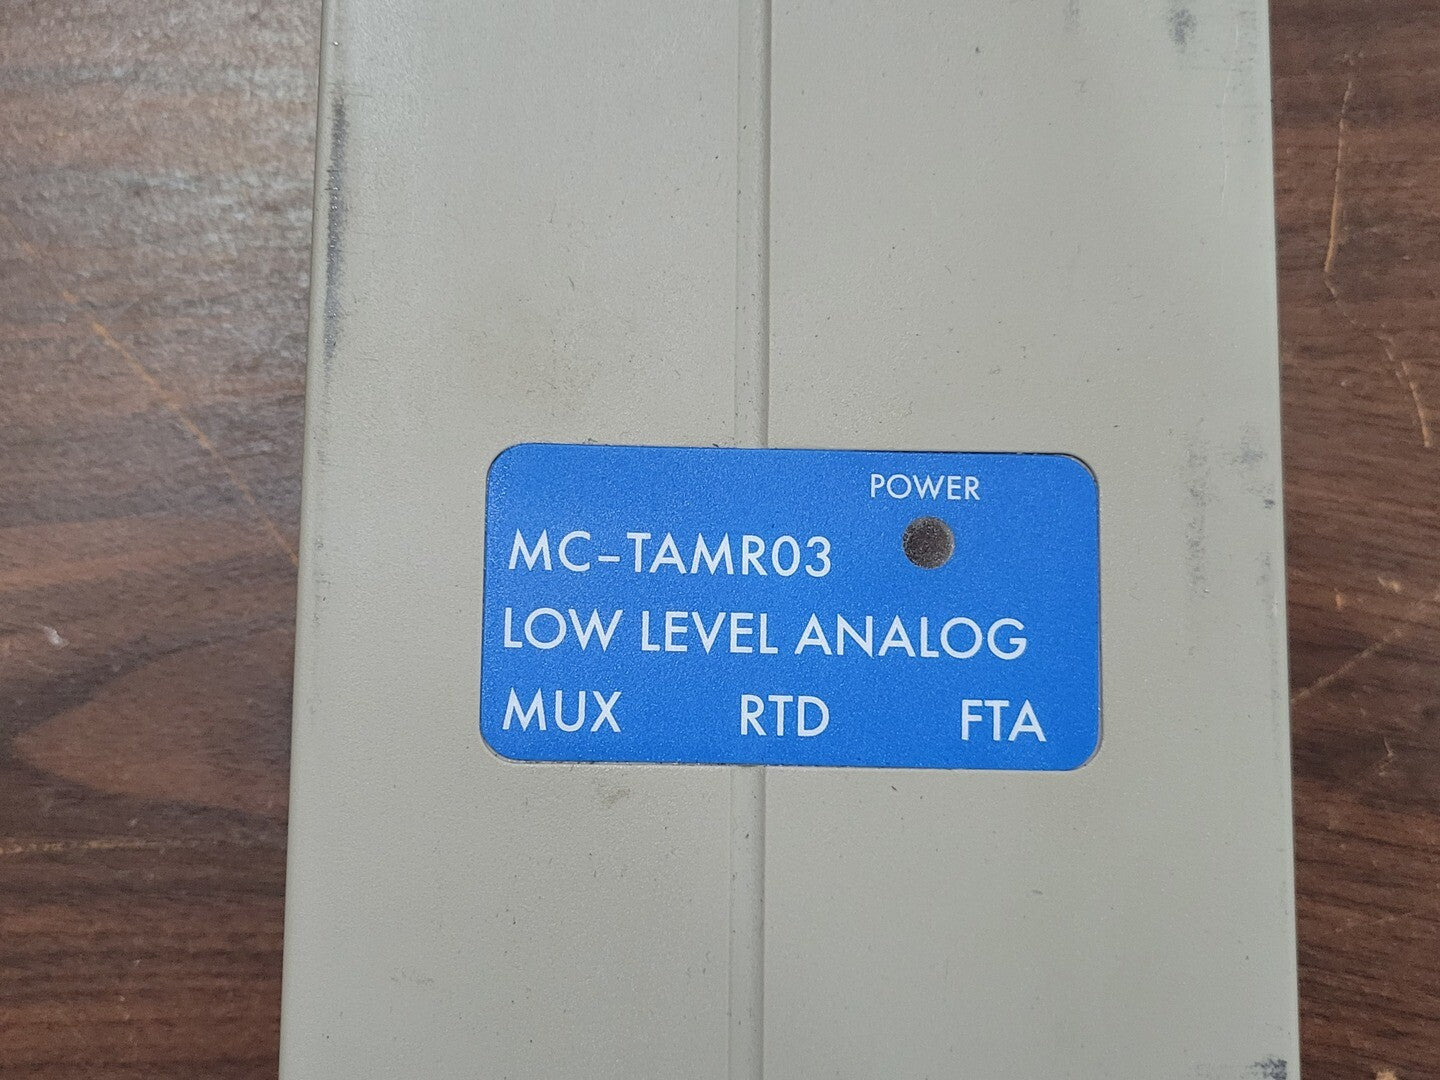 POWER
MC-TAMR03
LOW LEVEL ANALOG
MUX RTD FTA